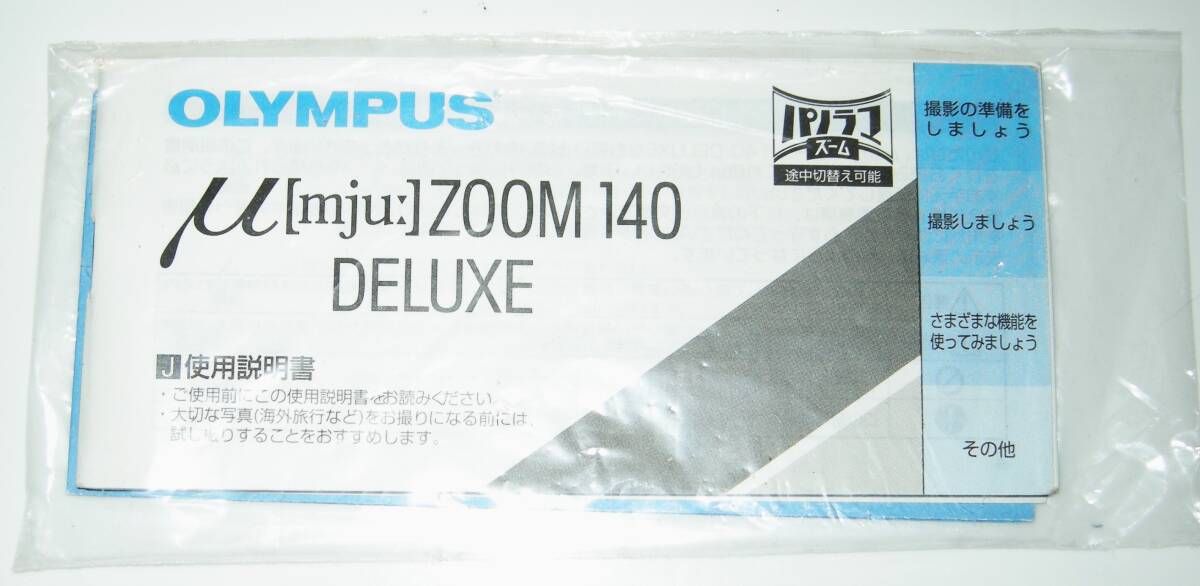 OLYMPUS
μ[mju:] ZOOM 140
DELUXE
J 使用説明書
・ご使用前にこの使用説明書をお読みください
・大切な写真(海外旅行など)をお撮りになる前には、
試し撮りすることをおすすめします。
パノラマ
ズーム
途中切替え可能
撮影の準備を
しましょう
撮影しましょう
さまざまな機能を
使ってみましょう
その他